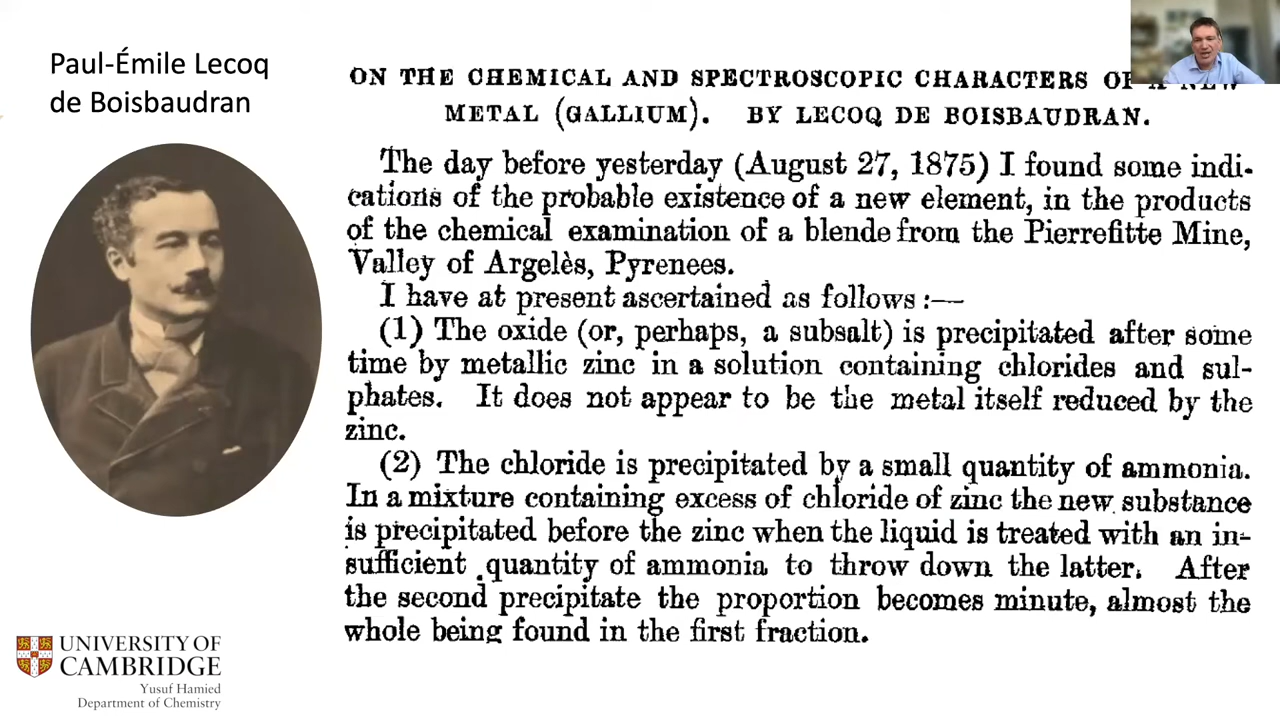 Paul-Émile Lecoq
de Boisbaudran
ON THE CHEMICAL AND SPECTROSCOPIC CHARACTERS OF A NEW
METAL (GALLIUM). BY LECOQ DE BOISBAUDRAN.
The day before yesterday (August 27, 1875) I found some indi-
cations of the probable existence of a new element, in the products
of the chemical examination of a blende from the Pierrefitte Mine,
Valley of Argelès, Pyrenees.
I have at present ascertained as follows :—
(1) The oxide (or, perhaps, a subsalt) is precipitated after some
time by metallic zinc in a solution containing chlorides and sul-
phates. It does not appear to be the metal itself reduced by the
zinc.
(2) The chloride is precipitated by a small quantity of ammonia.
In a mixture containing excess of chloride of zinc the new substance
is precipitated before the zinc when the liquid is treated with an in-
sufficient quantity of ammonia to throw down the latter. After
the second precipitate the proportion becomes minute, almost the
whole being found in the first fraction.
UNIVERSITY OF
CAMBRIDGE
Yusuf Hamied
Department of Chemistry